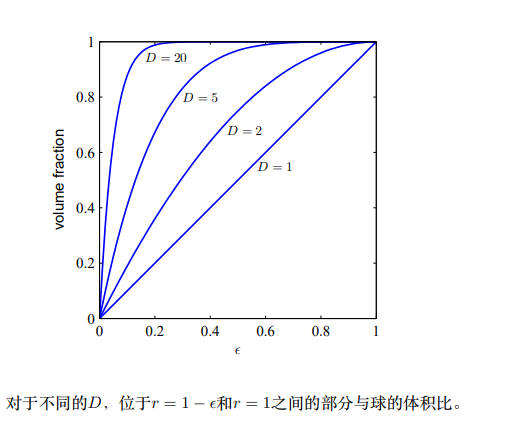 1
D = 20
D = 5
0.8
D = 2
0.6
D = 1
volume fraction
0.4
0.2
0
0 0.2 0.4 0.6 0.8 1
ϵ
对于不同的D，位于r = 1 − ϵ和r = 1之间的部分与球的体积比。